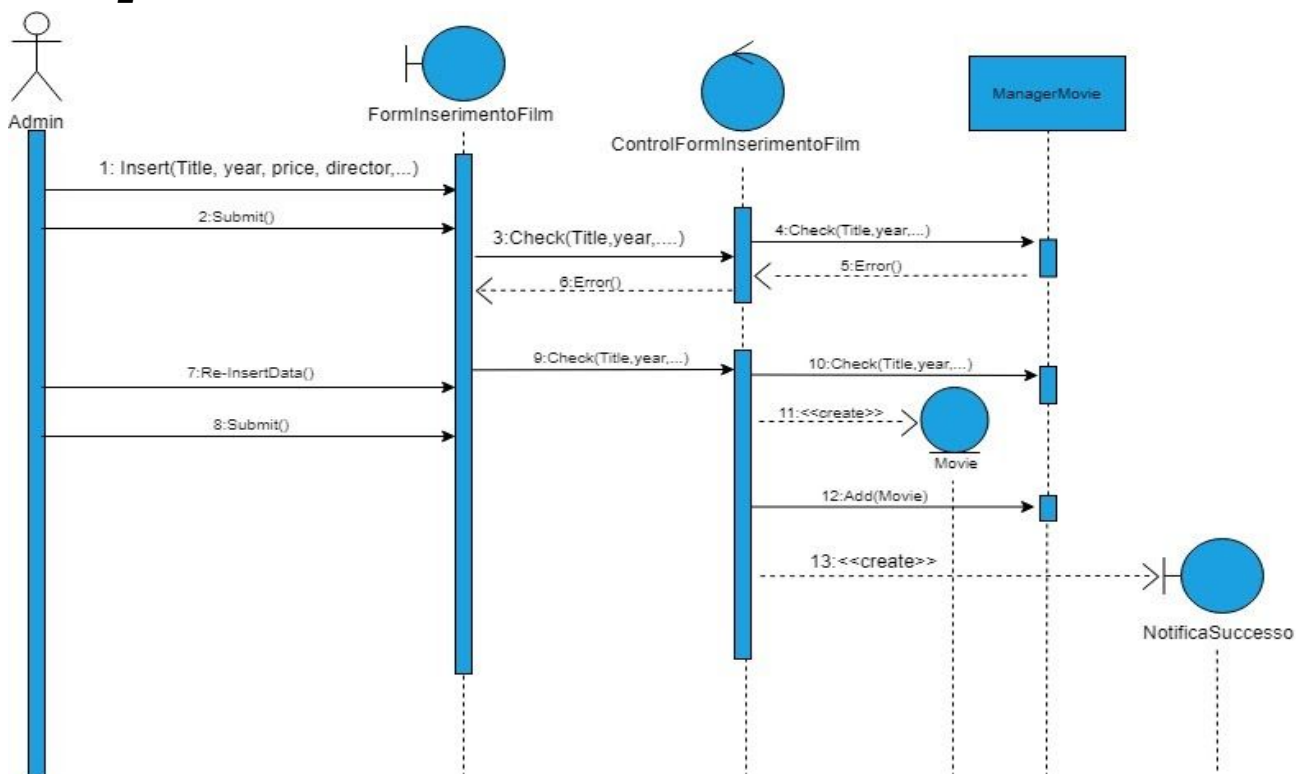 Admin
FormInserimentoFilm
ControlFormInserimentoFilm
ManagerMovie
1: Insert(Title, year, price, director,...)
2:Submit()
3:Check(Title,year,....)
4:Check(Title,year,...)
5:Error()
6:Error()
9:Check(Title,year,...)
7:Re-InsertData()
10:Check(Title,year,...)
8:Submit()
11:<<create>>
Movie
12:Add(Movie)
13:<<create>>
NotificaSuccesso